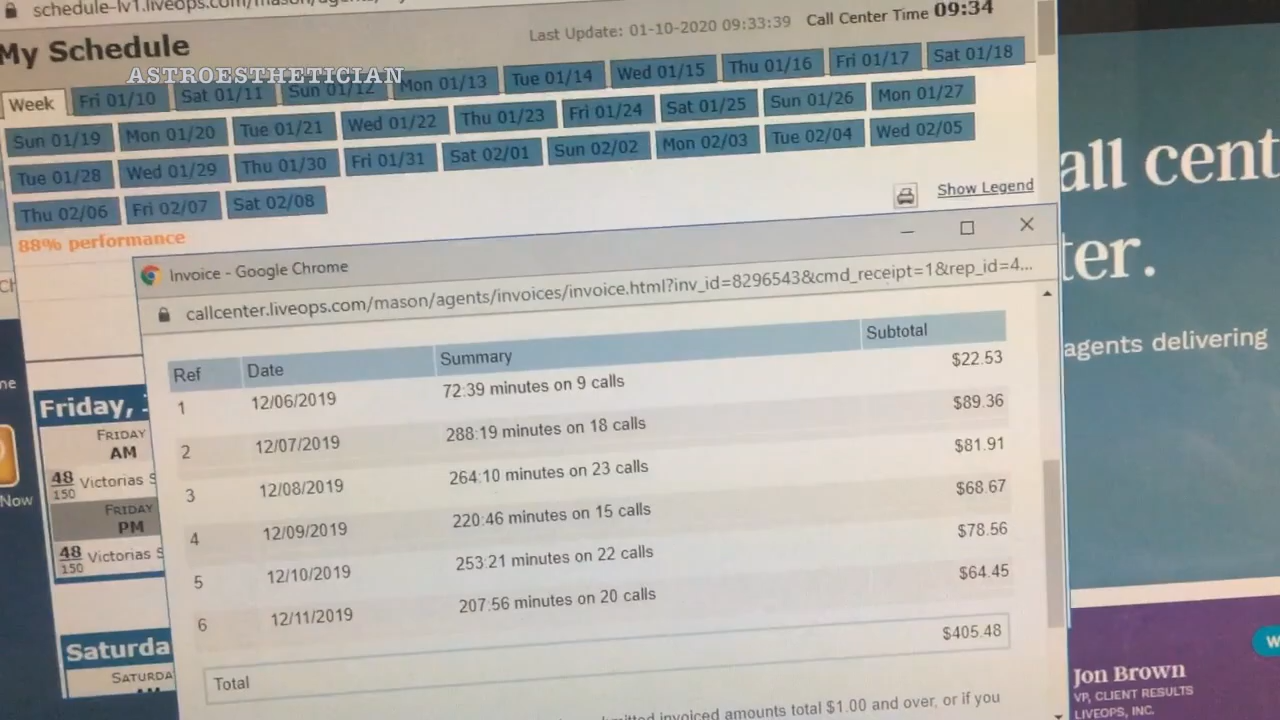 schedule-lv1.liveops.com/mason/agents/
My Schedule
Last Update: 01-10-2020 09:33:39 Call Center Time 09:34
ASTROESTHETICIAN
Week Fri 01/10 Sat 01/11 Sun 01/12 Mon 01/13 Tue 01/14 Wed 01/15 Thu 01/16 Fri 01/17 Sat 01/18
Sun 01/19 Mon 01/20 Tue 01/21 Wed 01/22 Thu 01/23 Fri 01/24 Sat 01/25 Sun 01/26 Mon 01/27
Tue 01/28 Wed 01/29 Thu 01/30 Fri 01/31 Sat 02/01 Sun 02/02 Mon 02/03 Tue 02/04 Wed 02/05
Thu 02/06 Fri 02/07 Sat 02/08
Show Legend
88% performance
Invoice - Google Chrome
callcenter.liveops.com/mason/agents/invoices/invoice.html?inv_id=8296543&cmd_receipt=1&rep_id=4...
Ref Date Summary Subtotal
1 12/06/2019 72:39 minutes on 9 calls $22.53
2 12/07/2019 288:19 minutes on 18 calls $89.36
3 12/08/2019 264:10 minutes on 23 calls $81.91
4 12/09/2019 220:46 minutes on 15 calls $68.67
5 12/10/2019 253:21 minutes on 22 calls $78.56
6 12/11/2019 207:56 minutes on 20 calls $64.45
Total $405.48
invoiced amounts total $1.00 and over, or if you
Friday,
FRIDAY
AM
48
150 Victorias S
FRIDAY
PM
48
150 Victorias S
Saturda
SATURDA
AM
Now
all cent
ter.
agents delivering
Jon Brown
VP, CLIENT RESULTS
LIVEOPS, INC.